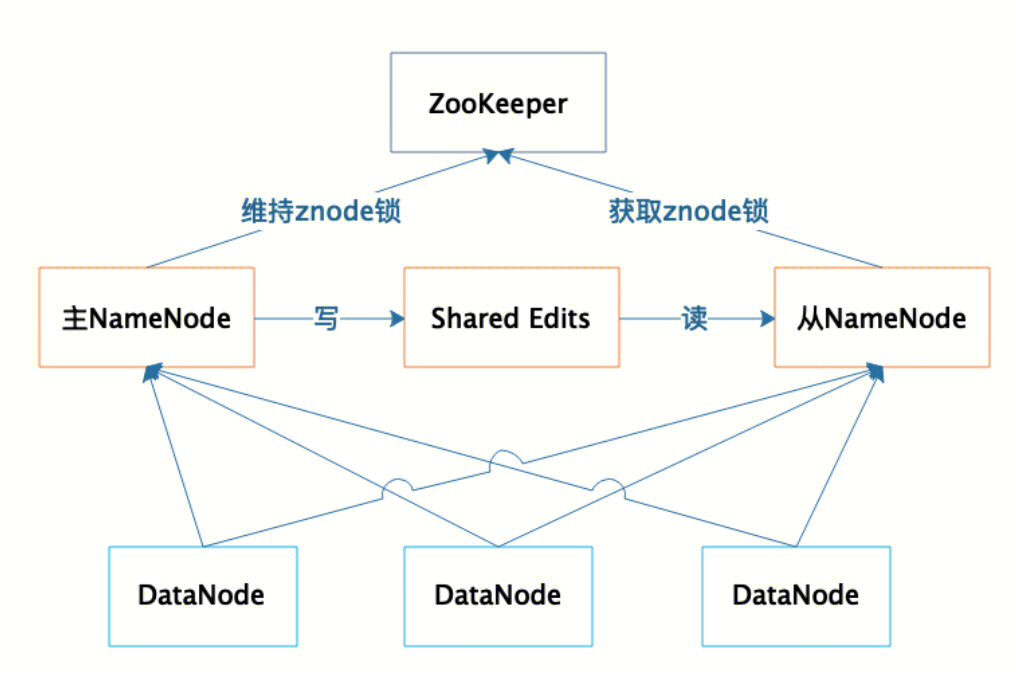 ZooKeeper
维持znode锁
获取znode锁
主NameNode
写
Shared Edits
读
从NameNode
DataNode
DataNode
DataNode